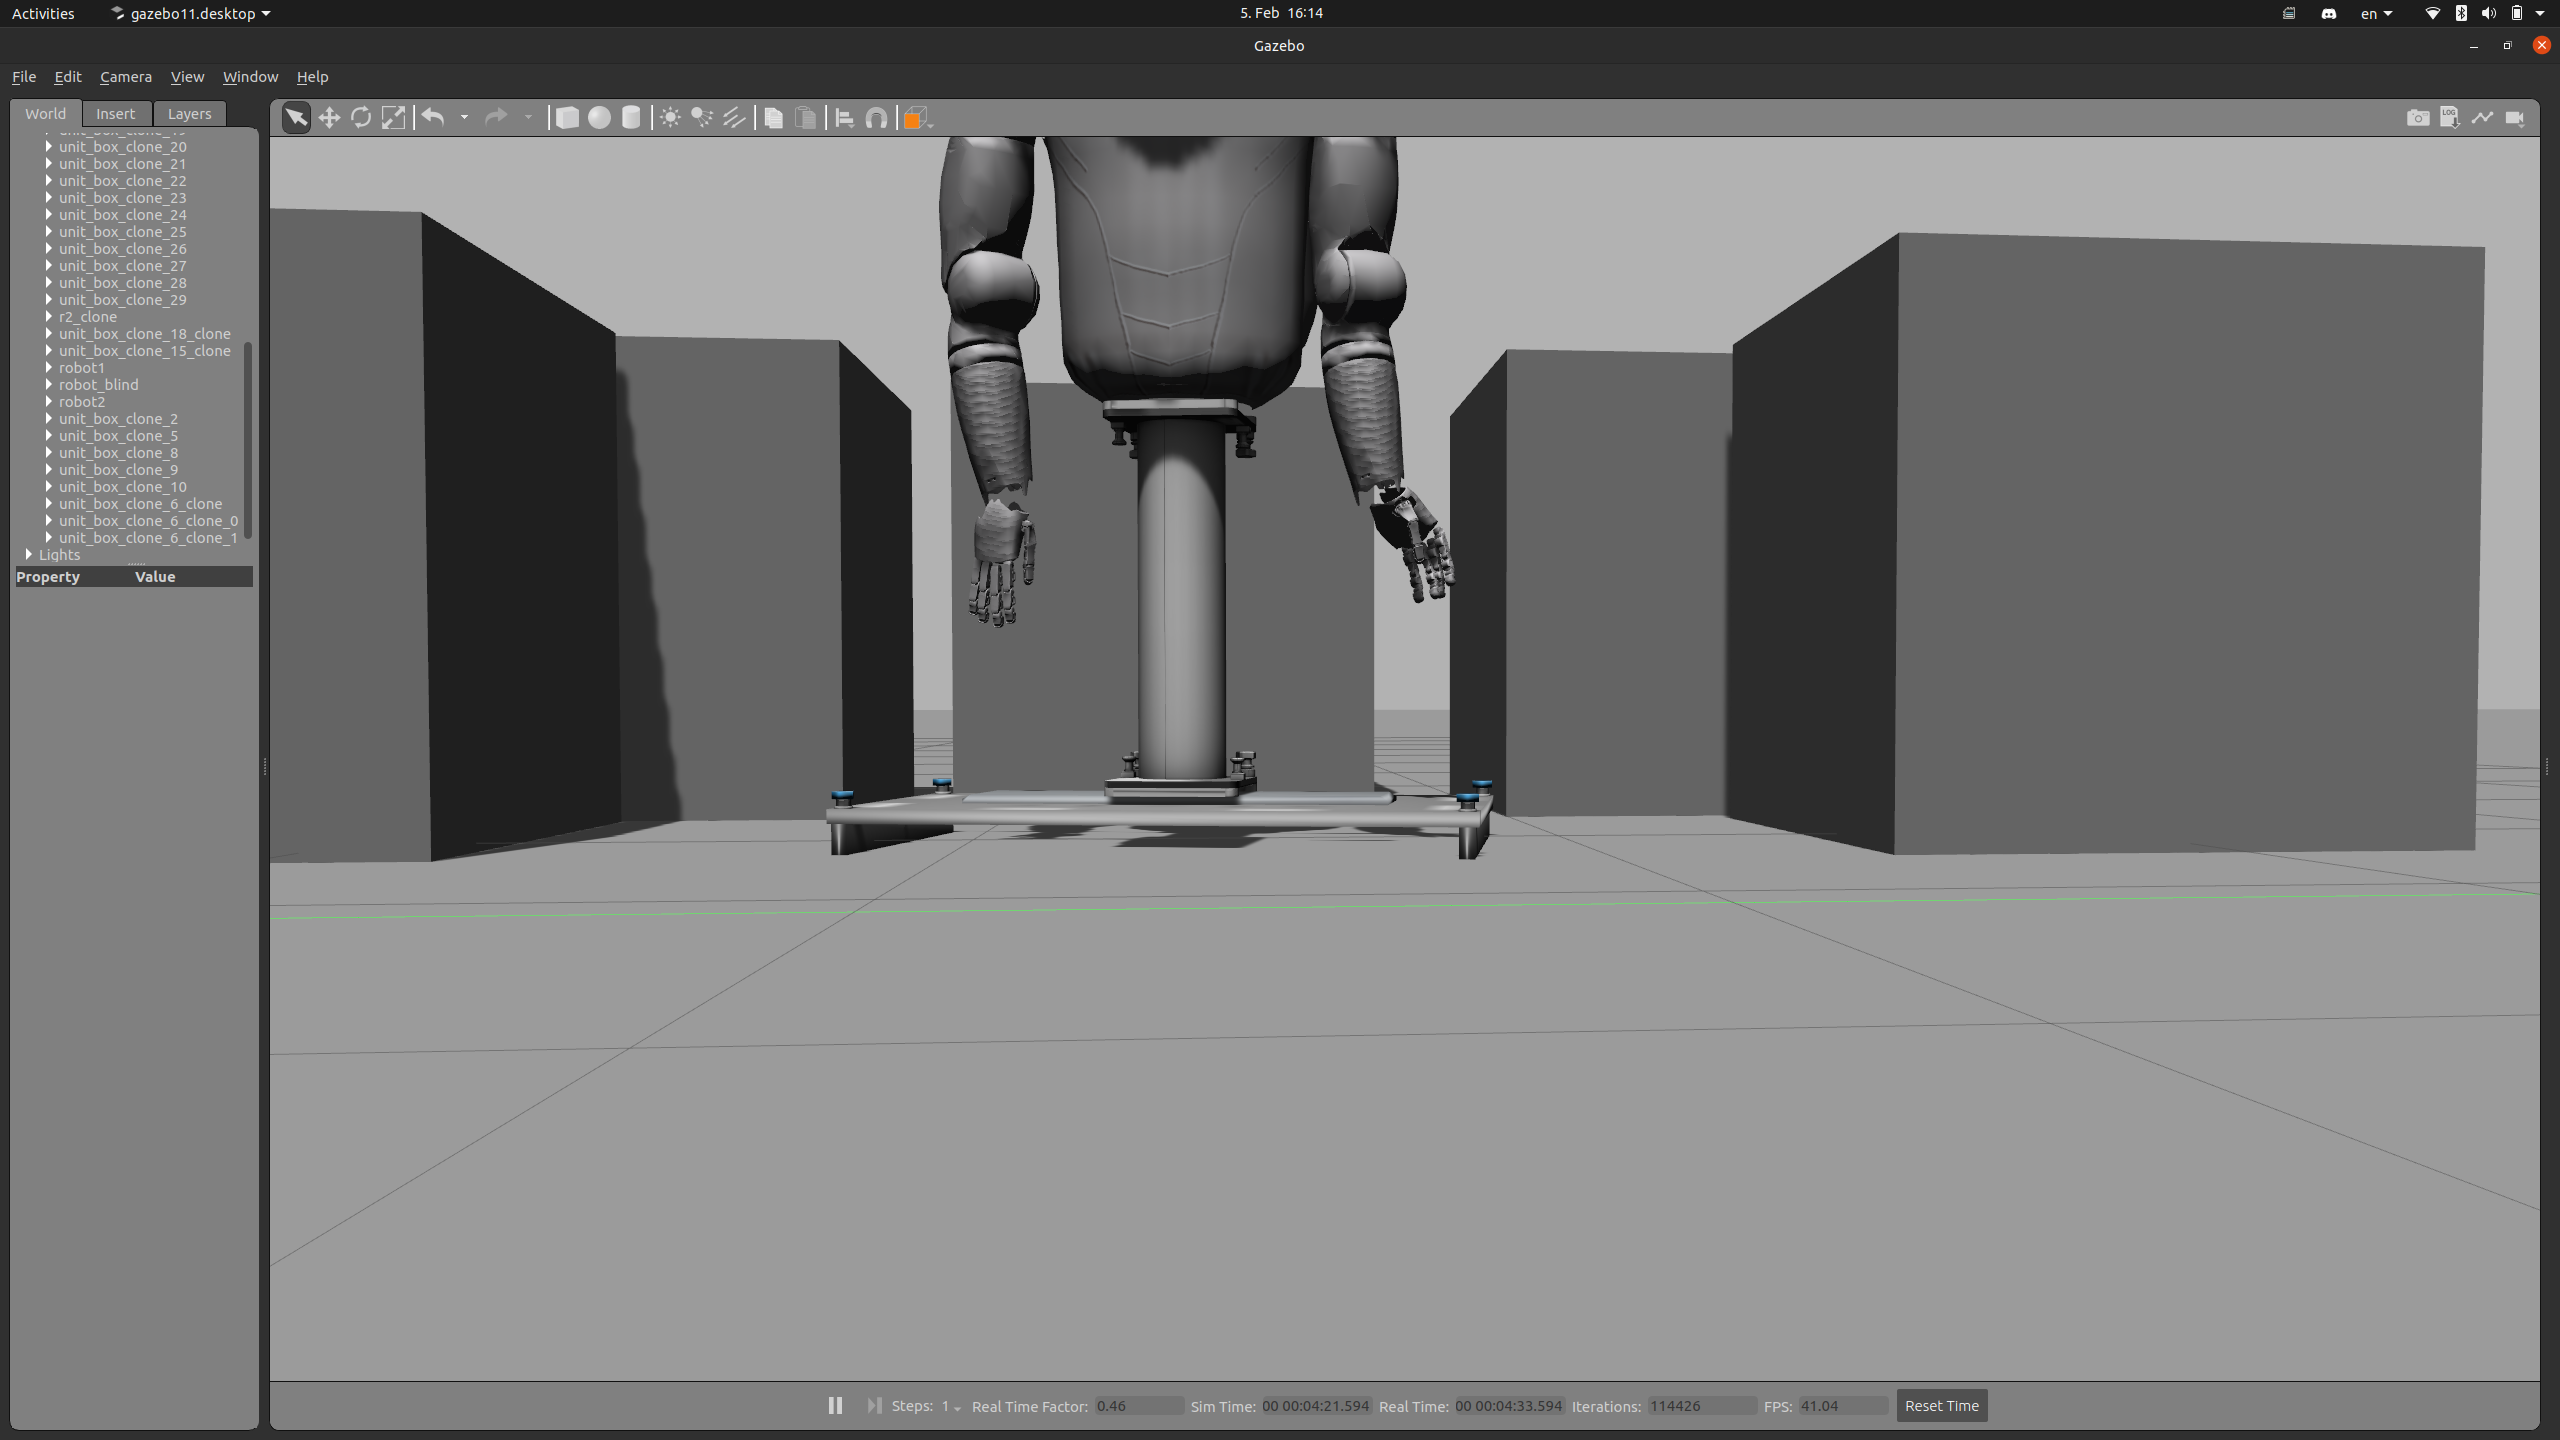 Activities gazebo11.desktop 5. Feb 16:14 en
Gazebo
File Edit Camera View Window Help
World Insert Layers
LOG
unit_box_clone_19
unit_box_clone_20
unit_box_clone_21
unit_box_clone_22
unit_box_clone_23
unit_box_clone_24
unit_box_clone_25
unit_box_clone_26
unit_box_clone_27
unit_box_clone_28
unit_box_clone_29
r2_clone
unit_box_clone_18_clone
unit_box_clone_15_clone
robot1
robot_blind
robot2
unit_box_clone_2
unit_box_clone_5
unit_box_clone_8
unit_box_clone_9
unit_box_clone_10
unit_box_clone_6_clone
unit_box_clone_6_clone_0
unit_box_clone_6_clone_1
Lights
Property Value
Steps: 1 Real Time Factor: 0.46 Sim Time: 00 00:04:21.594 Real Time: 00 00:04:33.594 Iterations: 114426 FPS: 41.04 Reset Time